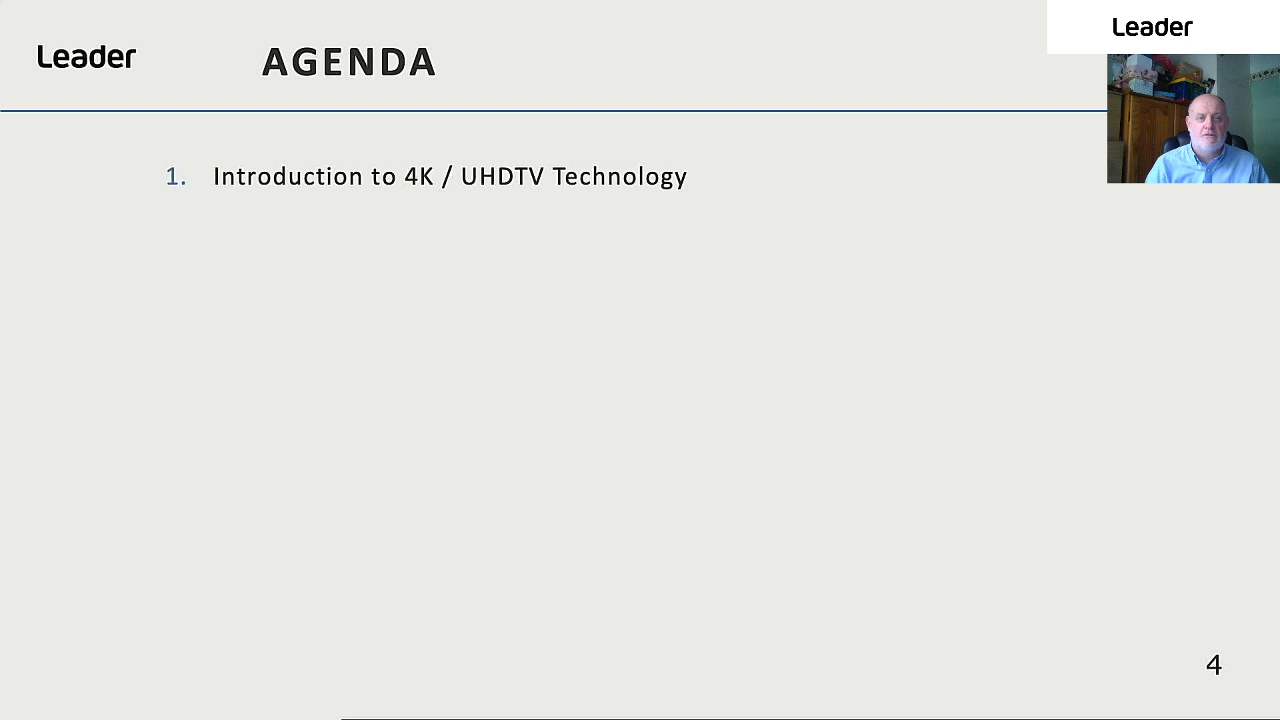 Leader
AGENDA
Leader
1. Introduction to 4K / UHDTV Technology
4